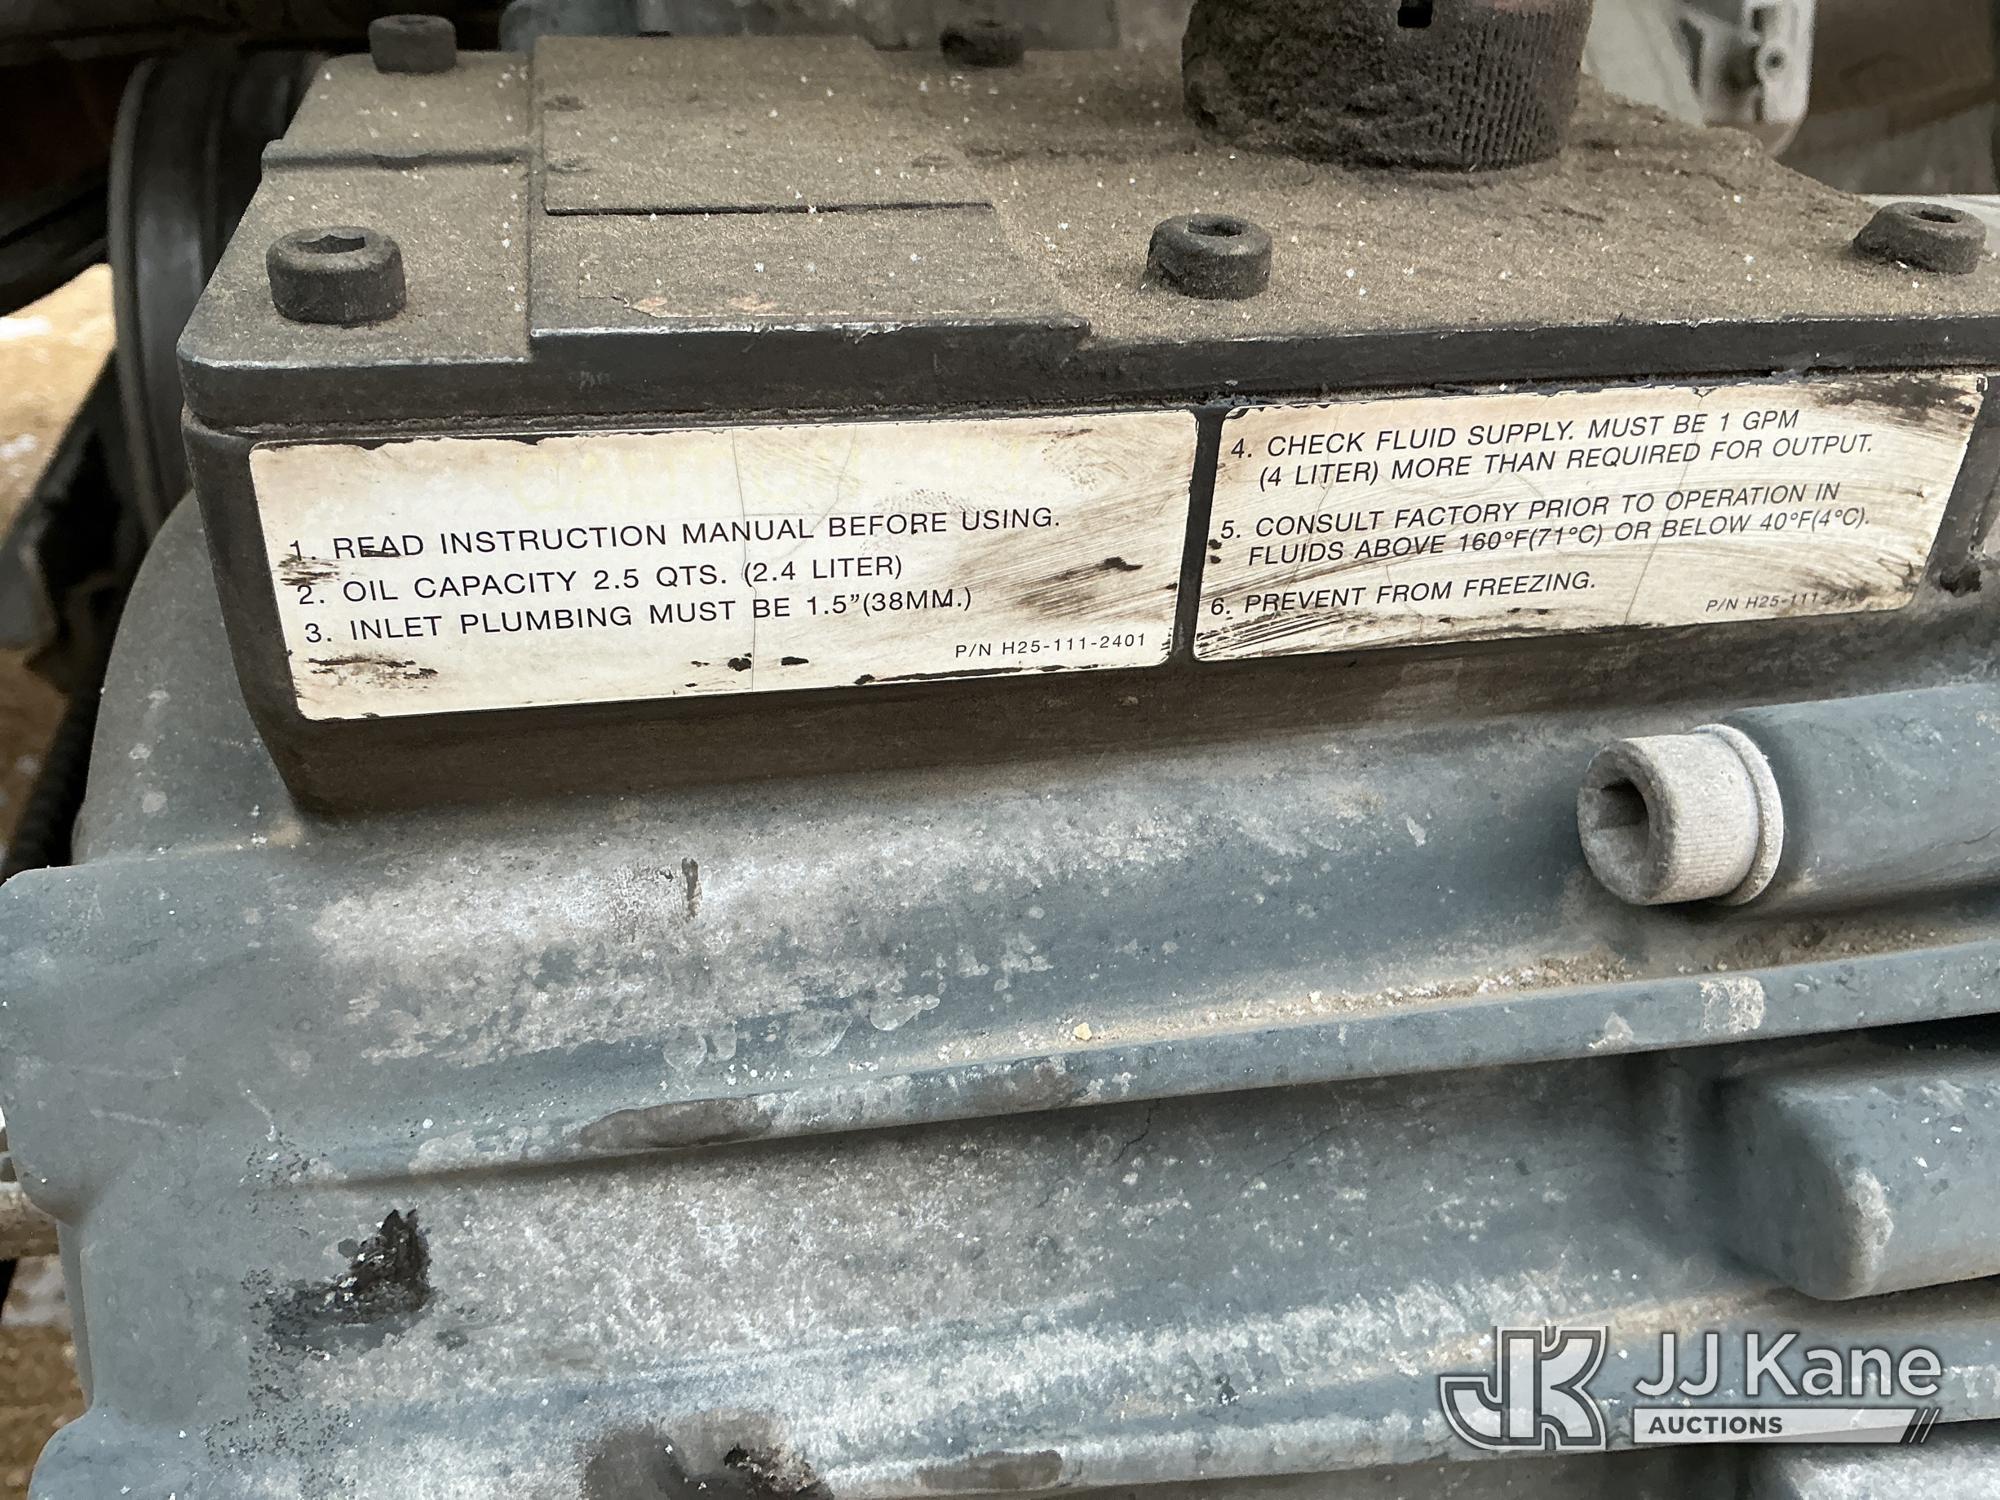 CAUTION
1. READ INSTRUCTION MANUAL BEFORE USING.
2. OIL CAPACITY 2.5 QTS. (2.4 LITER)
3. INLET PLUMBING MUST BE 1.5”(38MM.)
P/N H25-111-2401
4. CHECK FLUID SUPPLY. MUST BE 1 GPM
(4 LITER) MORE THAN REQUIRED FOR OUTPUT.
5. CONSULT FACTORY PRIOR TO OPERATION IN
FLUIDS ABOVE 160°F(71°C) OR BELOW 40°F(4°C).
6. PREVENT FROM FREEZING.
P/N
JK JJ Kane
AUCTIONS